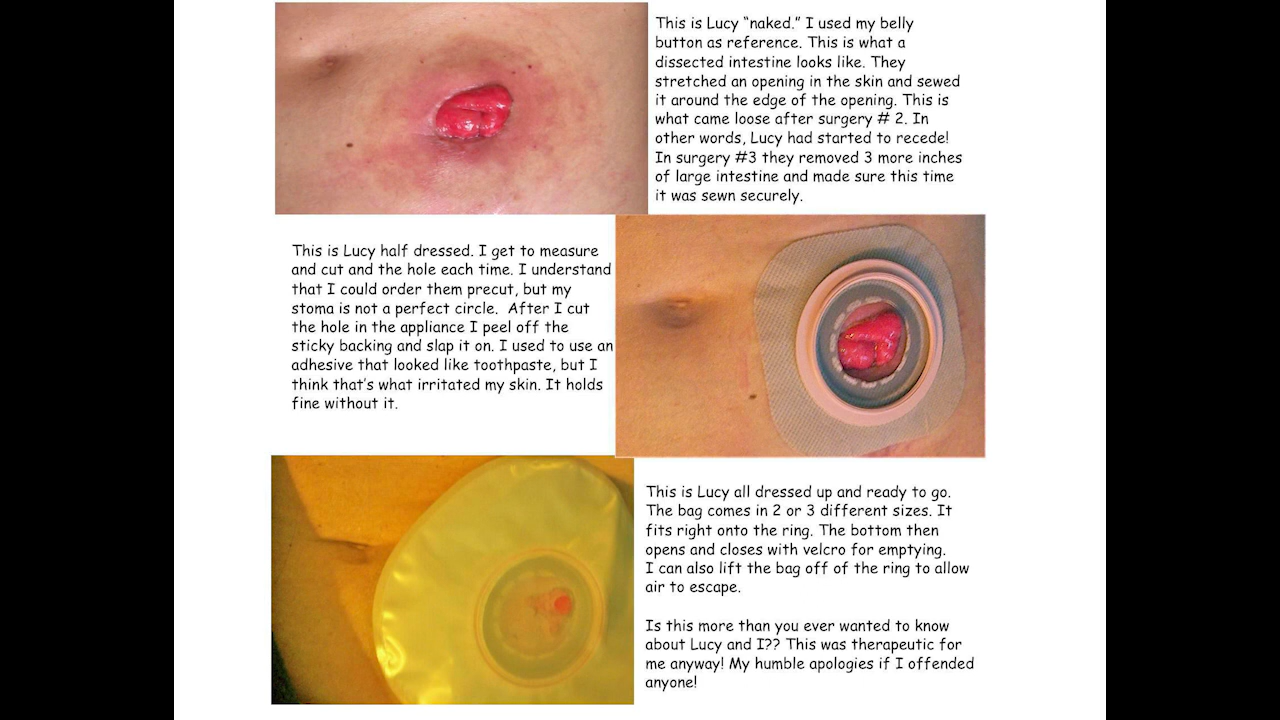 This is Lucy “naked.” I used my belly
button as reference. This is what a
dissected intestine looks like. They
stretched an opening in the skin and sewed
it around the edge of the opening. This is
what came loose after surgery # 2. In
other words, Lucy had started to recede!
In surgery #3 they removed 3 more inches
of large intestine and made sure this time
it was sewn securely.
This is Lucy half dressed. I get to measure
and cut and the hole each time. I understand
that I could order them precut, but my
stoma is not a perfect circle. After I cut
the hole in the appliance I peel off the
sticky backing and slap it on. I used to use an
adhesive that looked like toothpaste, but I
think that’s what irritated my skin. It holds
fine without it.
This is Lucy all dressed up and ready to go.
The bag comes in 2 or 3 different sizes. It
fits right onto the ring. The bottom then
opens and closes with velcro for emptying.
I can also lift the bag off of the ring to allow
air to escape.
Is this more than you ever wanted to know
about Lucy and I?? This was therapeutic for
me anyway! My humble apologies if I offended
anyone!